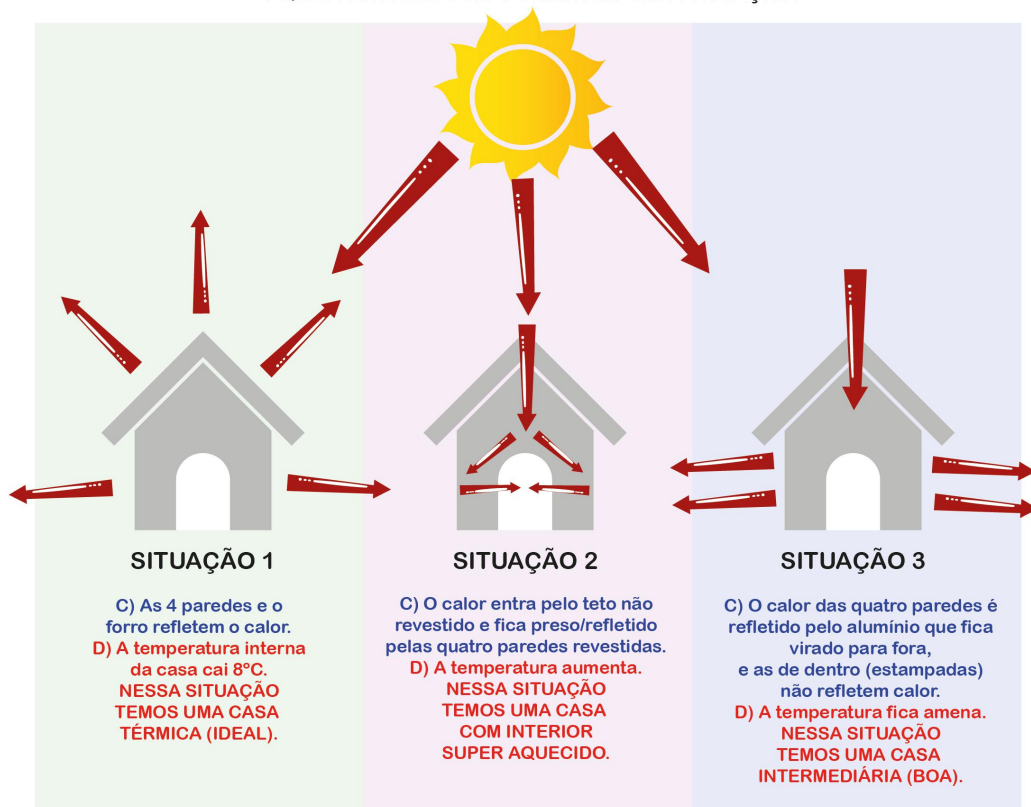 SITUAÇÃO 1
C) As 4 paredes e o
forro refletem o calor.
D) A temperatura interna
da casa cai 8ºC.
NESSA SITUAÇÃO
TEMOS UMA CASA
TÉRMICA (IDEAL).
SITUAÇÃO 2
C) O calor entra pelo teto não
revestido e fica preso/refletido
pelas quatro paredes revestidas.
D) A temperatura aumenta.
NESSA SITUAÇÃO
TEMOS UMA CASA
COM INTERIOR
SUPER AQUECIDO.
SITUAÇÃO 3
C) O calor das quatro paredes é
refletido pelo alumínio que fica
virado para fora,
e as de dentro (estampadas)
não refletem calor.
D) A temperatura fica amena.
NESSA SITUAÇÃO
TEMOS UMA CASA
INTERMEDIÁRIA (BOA).